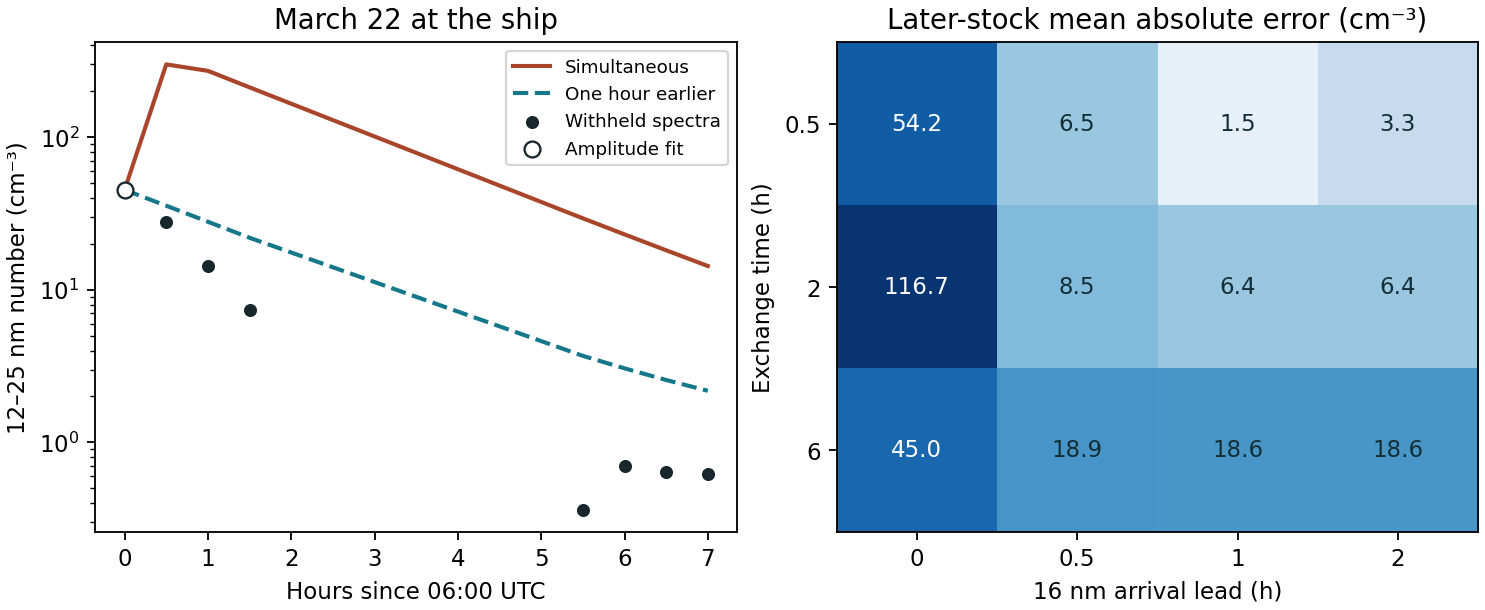 March 22 at the ship
12–25 nm number (cm⁻³)
10²
10¹
10⁰
0 1 2 3 4 5 6 7
Hours since 06:00 UTC
Simultaneous
One hour earlier
Withheld spectra
Amplitude fit
Later-stock mean absolute error (cm⁻³)
Exchange time (h)
0.5 54.2 6.5 1.5 3.3
2 116.7 8.5 6.4 6.4
6 45.0 18.9 18.6 18.6
0 0.5 1 2
16 nm arrival lead (h)